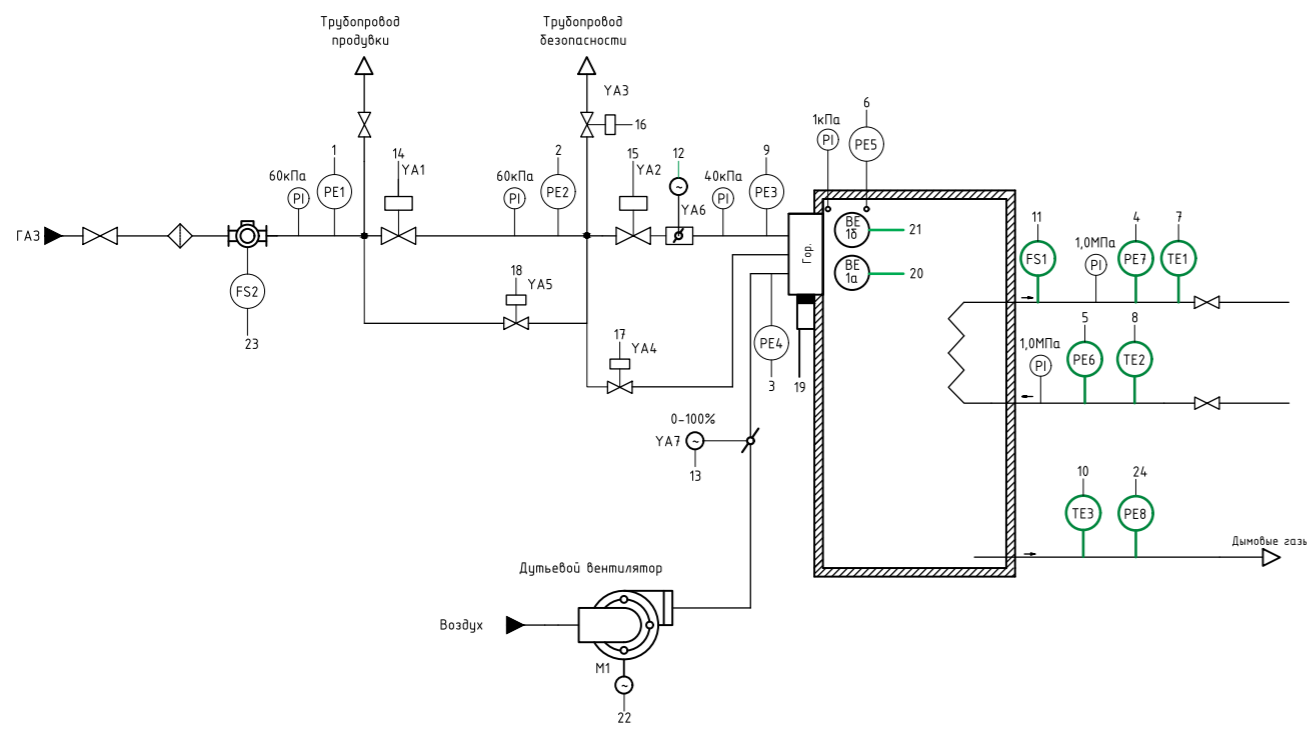 Трубопровод
продувки
Трубопровод
безопасности
YA3
16
6
1кПа
PI
PE5
1
14
2
15
12
9
60кПа
PI
PE1
YA1
60кПа
PI
PE2
YA2
~
YA6
40кПа
PI
PE3
ГАЗ
FS2
23
18
YA5
17
YA4
Гор.
BE
1б
21
BE
1а
20
PE4
3
19
11
4
7
FS1
1,0МПа
PI
PE7
TE1
5
8
1,0МПа
PI
PE6
TE2
0-100%
YA7
~
13
10
24
TE3
PE8
Дымовые газы
Дутьевой вентилятор
Воздух
M1
~
22